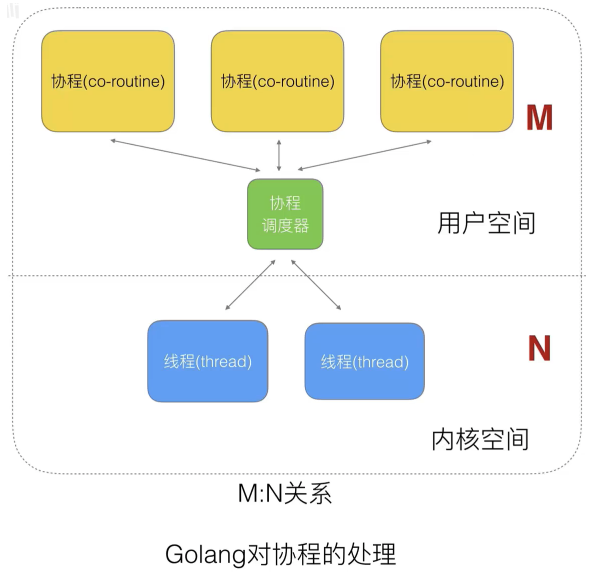 协程(co-routine) 协程(co-routine) 协程(co-routine)
M
协程
调度器
用户空间
N
线程(thread) 线程(thread)
内核空间
M:N关系
Golang对协程的处理